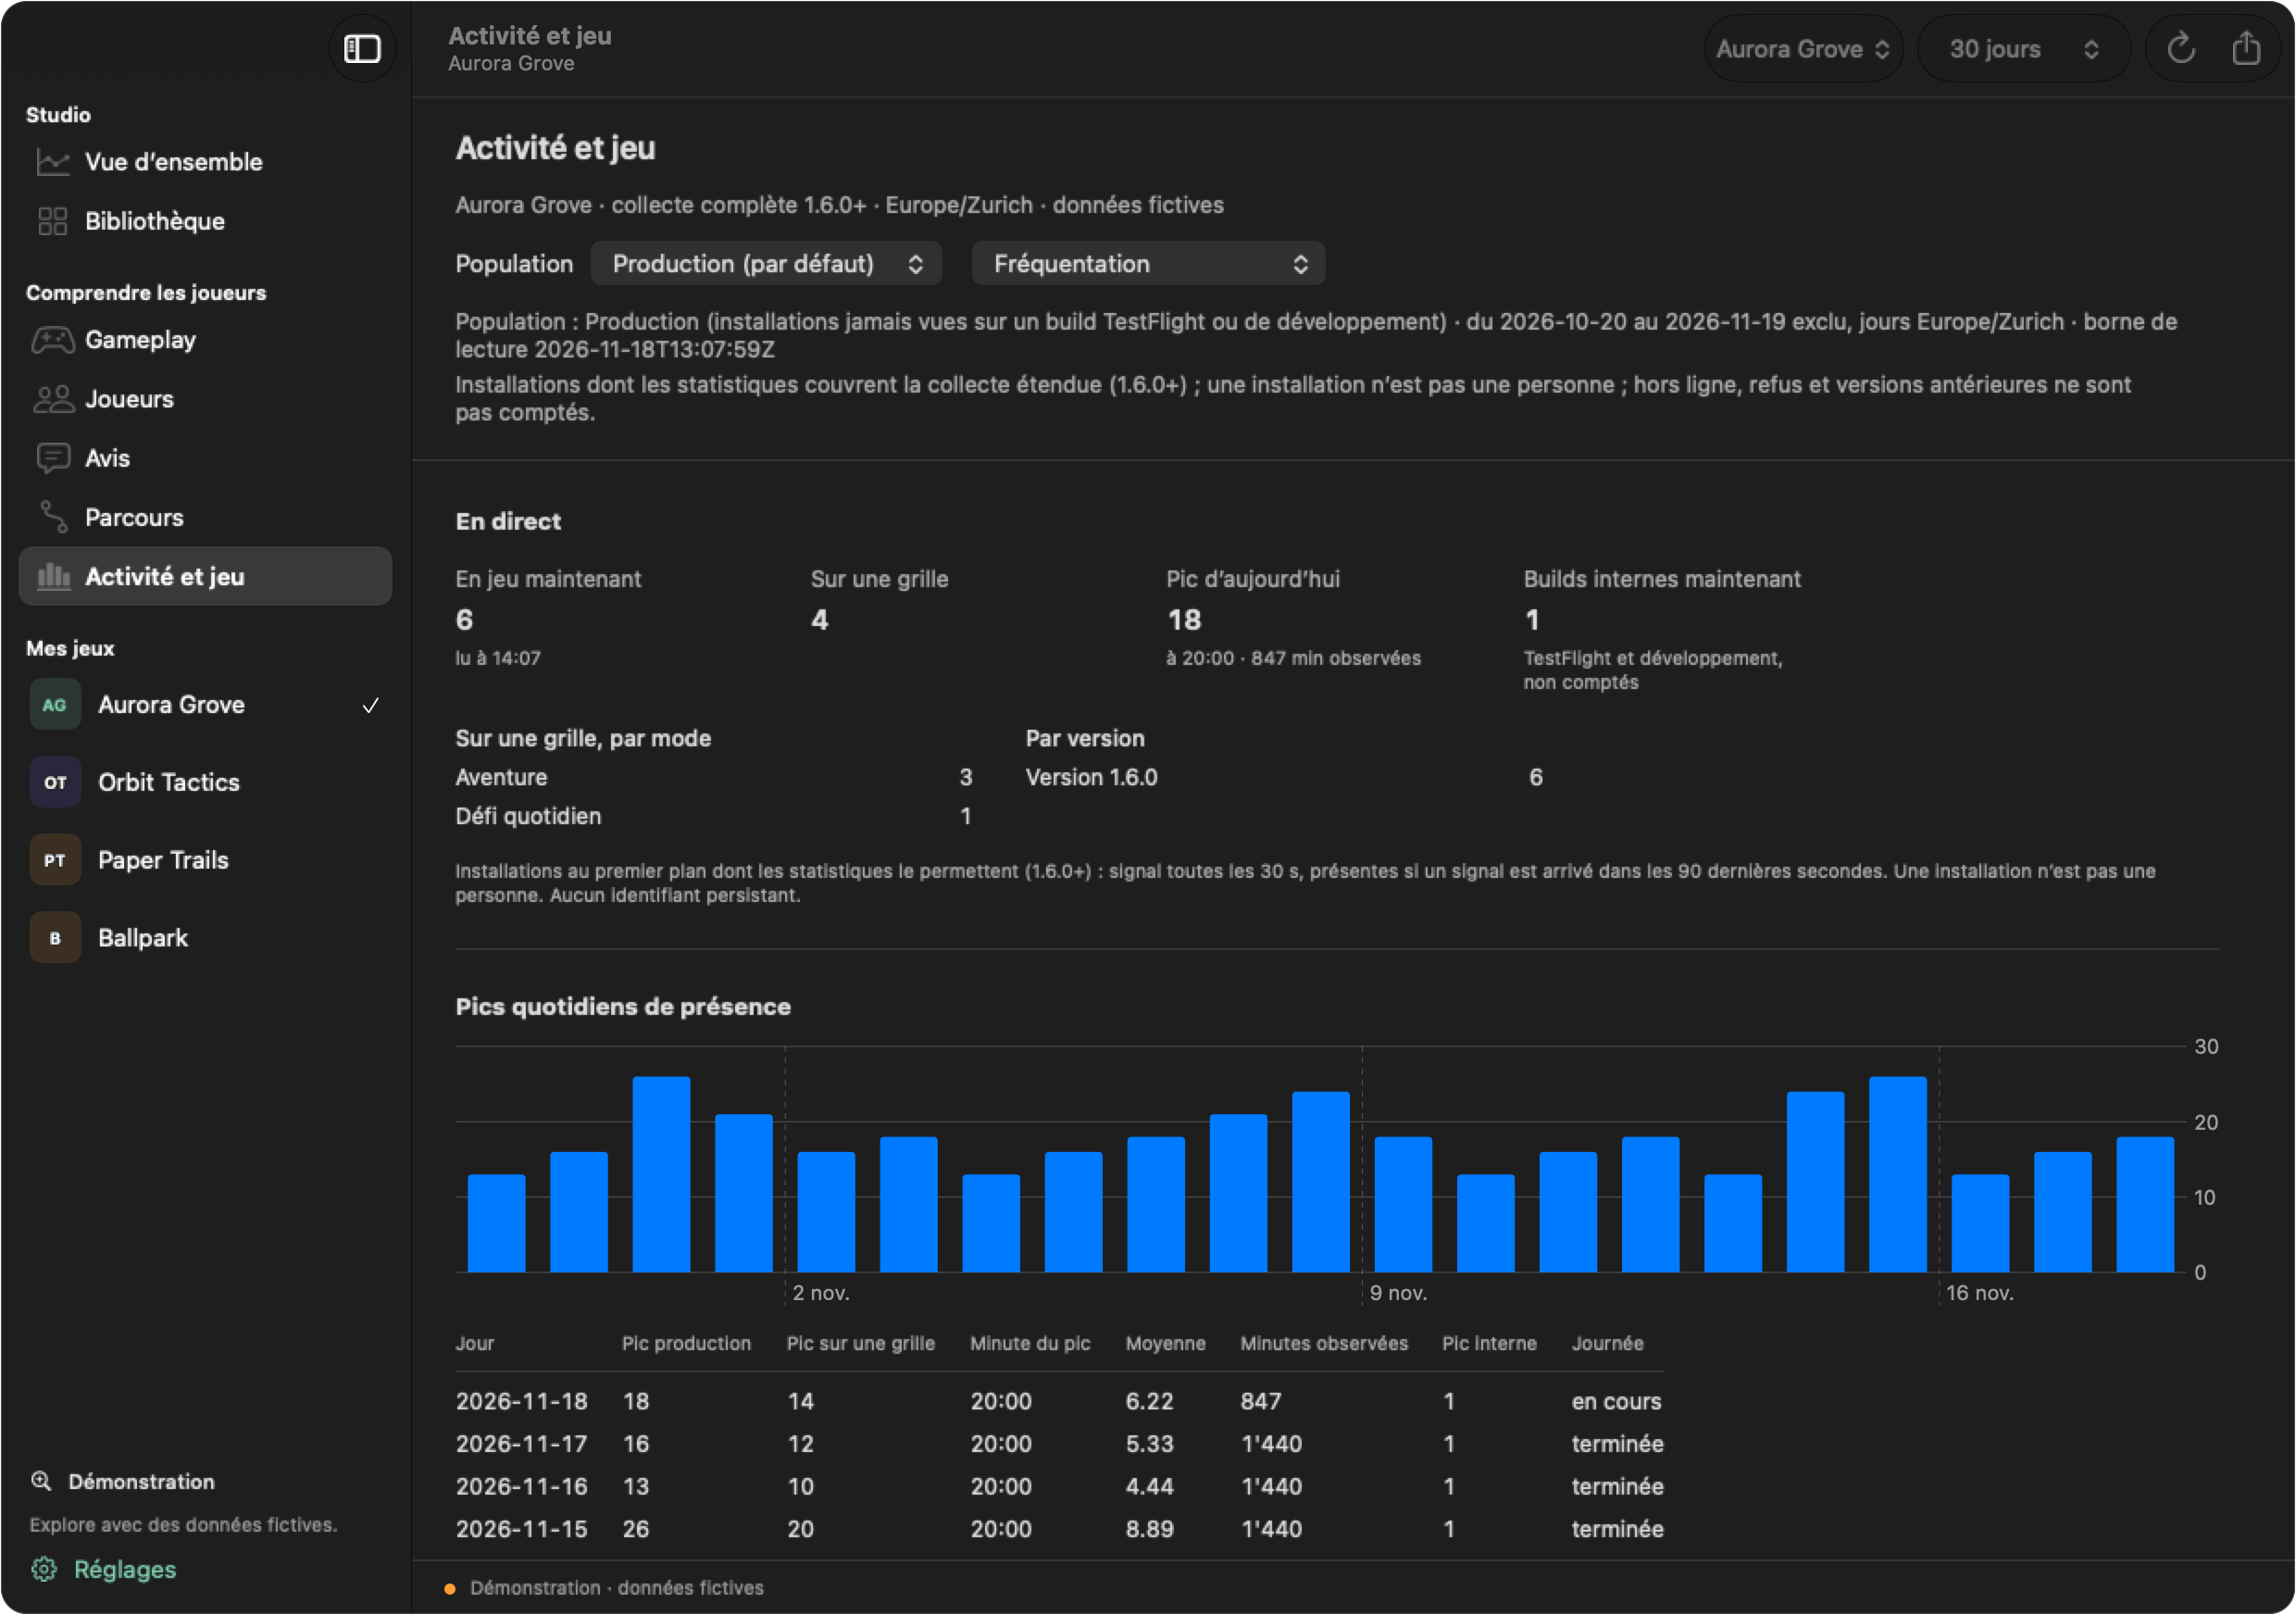 Studio
Vue d'ensemble
Bibliothèque
Comprendre les joueurs
Gameplay
Joueurs
Avis
Parcours
Activité et jeu
Mes jeux
AG Aurora Grove
OT Orbit Tactics
PT Paper Trails
B Ballpark
Démonstration
Explore avec des données fictives.
Réglages
Activité et jeu
Aurora Grove
Aurora Grove
30 jours
Activité et jeu
Aurora Grove · collecte complète 1.6.0+ · Europe/Zurich · données fictives
Population Production (par défaut) Fréquentation
Population : Production (installations jamais vues sur un build TestFlight ou de développement) · du 2026-10-20 au 2026-11-19 exclu, jours Europe/Zurich · borne de
lecture 2026-11-18T13:07:59Z
Installations dont les statistiques couvrent la collecte étendue (1.6.0+) ; une installation n'est pas une personne ; hors ligne, refus et versions antérieures ne sont
pas comptés.
En direct
En jeu maintenant Sur une grille Pic d'aujourd'hui Builds internes maintenant
6 4 18 1
lu à 14:07 à 20:00 · 847 min observées TestFlight et développement,
non comptés
Sur une grille, par mode Par version
Aventure 3 Version 1.6.0 6
Défi quotidien 1
Installations au premier plan dont les statistiques le permettent (1.6.0+) : signal toutes les 30 s, présentes si un signal est arrivé dans les 90 dernières secondes. Une installation n'est pas une
personne. Aucun identifiant persistant.
Pics quotidiens de présence
30
20
10
0
2 nov. 9 nov. 16 nov.
Jour Pic production Pic sur une grille Minute du pic Moyenne Minutes observées Pic interne Journée
2026-11-18 18 14 20:00 6.22 847 1 en cours
2026-11-17 16 12 20:00 5.33 1'440 1 terminée
2026-11-16 13 10 20:00 4.44 1'440 1 terminée
2026-11-15 26 20 20:00 8.89 1'440 1 terminée
Démonstration · données fictives